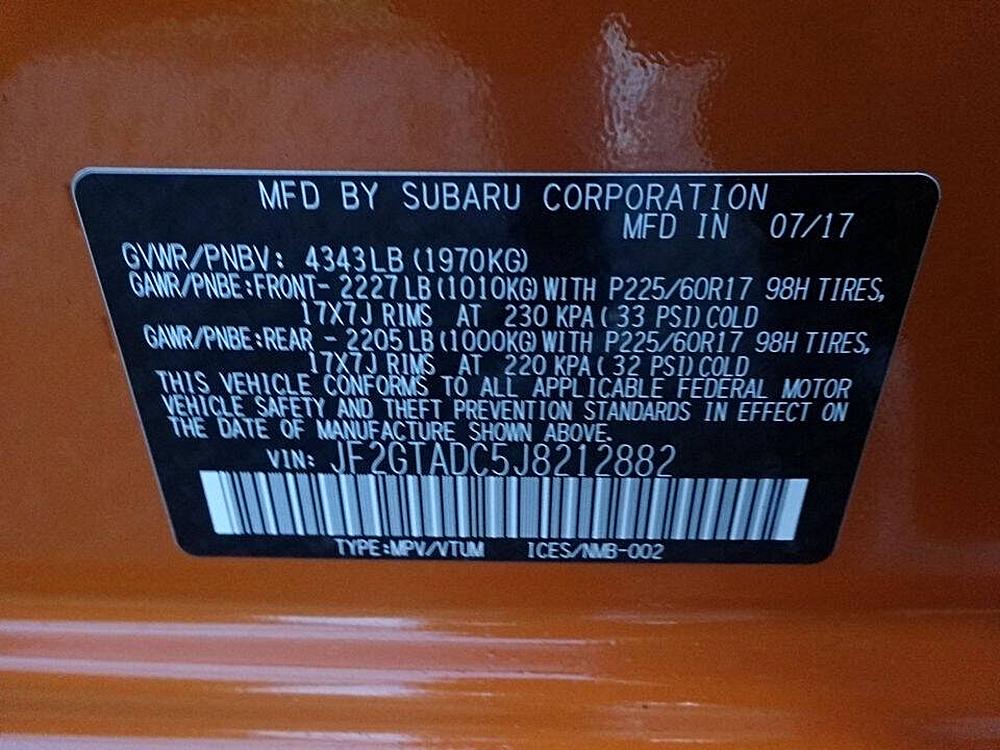 MFD BY SUBARU CORPORATION
MFD IN 07/17
GVWR/PNBV: 4343LB (1970KG)
GAWR/PNBE:FRONT- 2227LB (1010KG) WITH P225/60R17 98H TIRES,
17X7J RIMS AT 230 KPA( 33 PSI) COLD
GAWR/PNBE:REAR - 2205LB (1000KG) WITH P225/60R17 98H TIRES,
17X7J RIMS AT 220 KPA( 32 PSI) COLD
THIS VEHICLE CONFORMS TO ALL APPLICABLE FEDERAL MOTOR
VEHICLE SAFETY AND THEFT PREVENTION STANDARDS IN EFFECT ON
THE DATE OF MANUFACTURE SHOWN ABOVE.
VIN: JF2GTADC5J8212882
TYPE:MPV/VTUM ICES/NMB-002